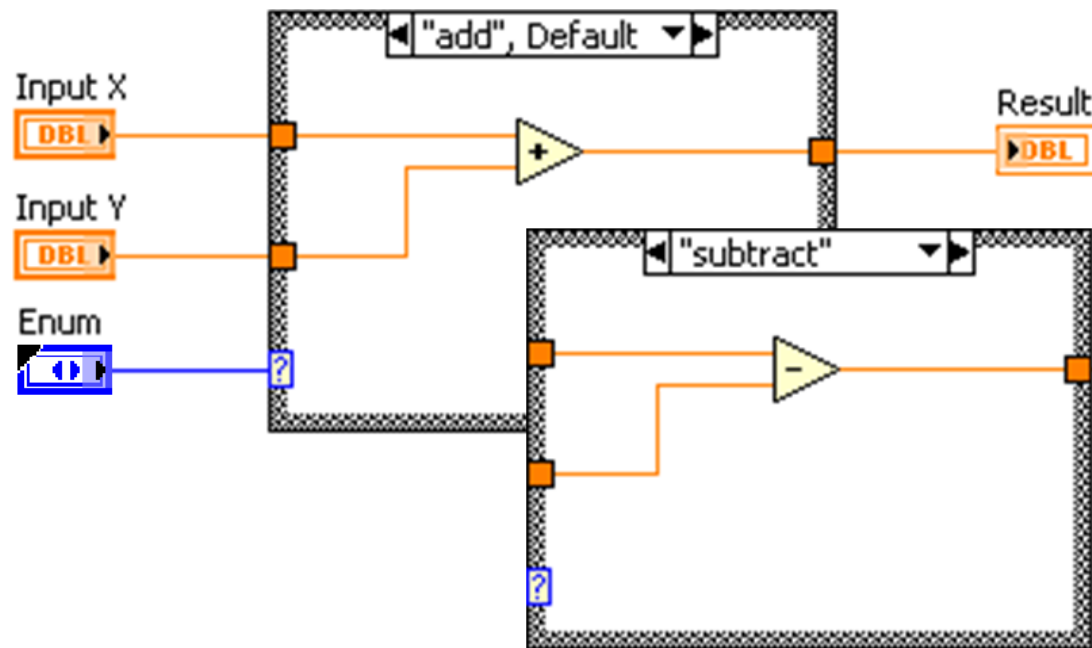 "add", Default
Input X
DBL
+
Result
DBL
Input Y
DBL
"subtract"
Enum
?
-
?